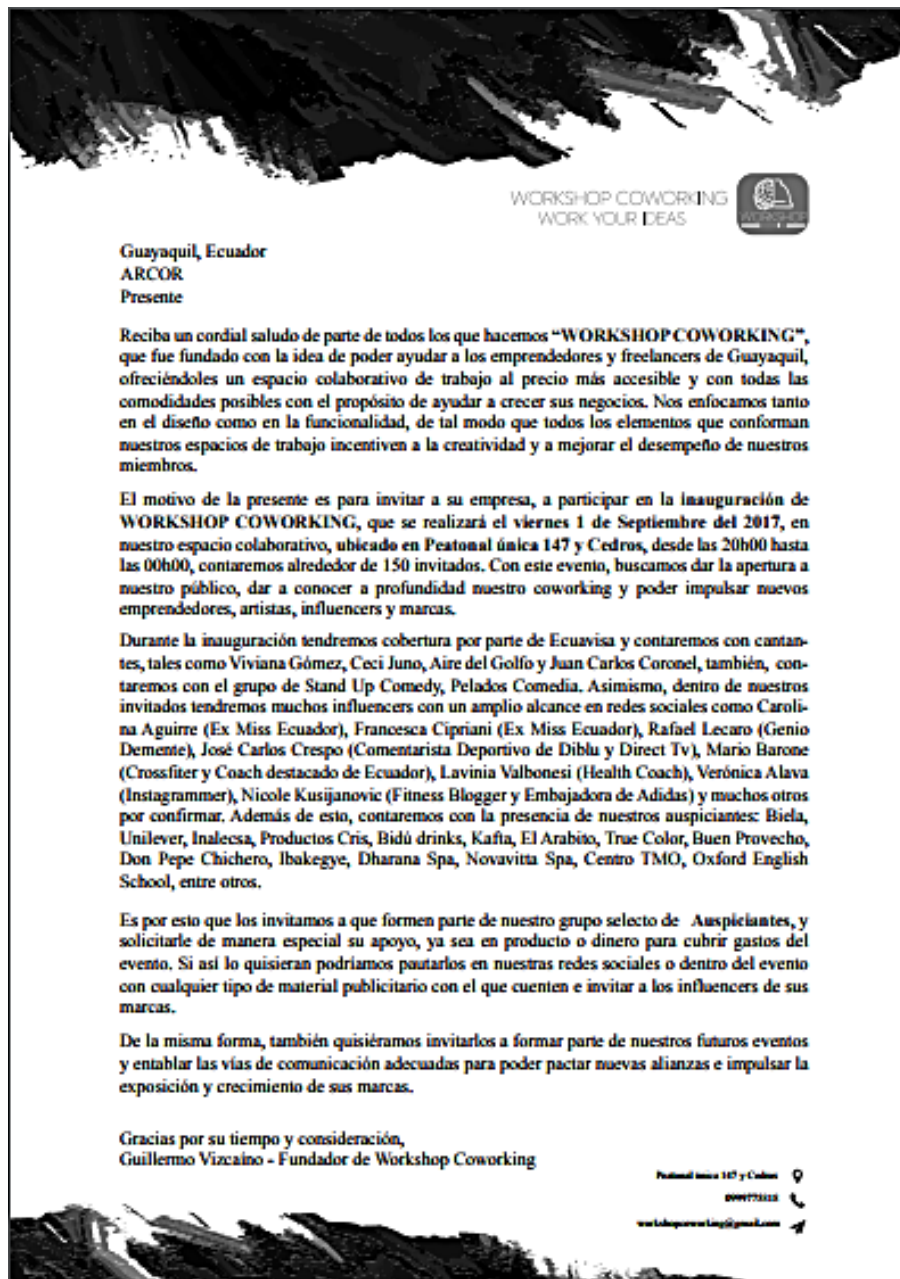 WORKSHOP COWORKING
WORK YOUR IDEAS
WORKSHOP
Guayaquil, Ecuador
ARCOR
Presente
Reciba un cordial saludo de parte de todos los que hacemos “WORKSHOP COWORKING”,
que fue fundado con la idea de poder ayudar a los emprendedores y freelancers de Guayaquil,
ofreciéndoles un espacio colaborativo de trabajo al precio más accesible y con todas las
comodidades posibles con el propósito de ayudar a crecer sus negocios. Nos enfocamos tanto
en el diseño como en la funcionalidad, de tal modo que todos los elementos que conforman
nuestros espacios de trabajo incentiven a la creatividad y a mejorar el desempeño de nuestros
miembros.
El motivo de la presente es para invitar a su empresa, a participar en la inauguración de
WORKSHOP COWORKING, que se realizará el viernes 1 de Septiembre del 2017, en
nuestro espacio colaborativo, ubicado en Peatonal única 147 y Cedros, desde las 20h00 hasta
las 00h00, contaremos alrededor de 150 invitados. Con este evento, buscamos dar la apertura a
nuestro público, dar a conocer a profundidad nuestro coworking y poder impulsar nuevos
emprendedores, artistas, influencers y marcas.
Durante la inauguración tendremos cobertura por parte de Ecuavisa y contaremos con cantan-
tes, tales como Viviana Gómez, Ceci Juno, Aire del Golfo y Juan Carlos Coronel, también, con-
taremos con el grupo de Stand Up Comedy, Pelados Comedia. Asimismo, dentro de nuestros
invitados tendremos muchos influencers con un amplio alcance en redes sociales como Caroli-
na Aguirre (Ex Miss Ecuador), Francesca Cipriani (Ex Miss Ecuador), Rafael Lecaro (Genio
Demente), José Carlos Crespo (Comentarista Deportivo de Diblu y Direct Tv), Mario Barone
(Crossfiter y Coach destacado de Ecuador), Lavinia Valbonesi (Health Coach), Verónica Alava
(Instagrammer), Nicole Kusijanovic (Fitness Blogger y Embajadora de Adidas) y muchos otros
por confirmar. Además de esto, contaremos con la presencia de nuestros auspiciantes: Biela,
Unilever, Inalecsa, Productos Cris, Bidú drinks, Kafta, El Arabito, True Color, Buen Provecho,
Don Pepe Chichero, Ibakegye, Dharana Spa, Novavitta Spa, Centro TMO, Oxford English
School, entre otros.
Es por esto que los invitamos a que formen parte de nuestro grupo selecto de Auspiciantes, y
solicitarle de manera especial su apoyo, ya sea en producto o dinero para cubrir gastos del
evento. Si así lo quisieran podríamos pautarlos en nuestras redes sociales o dentro del evento
con cualquier tipo de material publicitario con el que cuenten e invitar a los influencers de sus
marcas.
De la misma forma, también quisiéramos invitarlos a formar parte de nuestros futuros eventos
y entablar las vías de comunicación adecuadas para poder pactar nuevas alianzas e impulsar la
exposición y crecimiento de sus marcas.
Gracias por su tiempo y consideración,
Guillermo Vizcaíno - Fundador de Workshop Coworking
Peatonal única 147 y Cedros
workshopcoworking@gmail.com